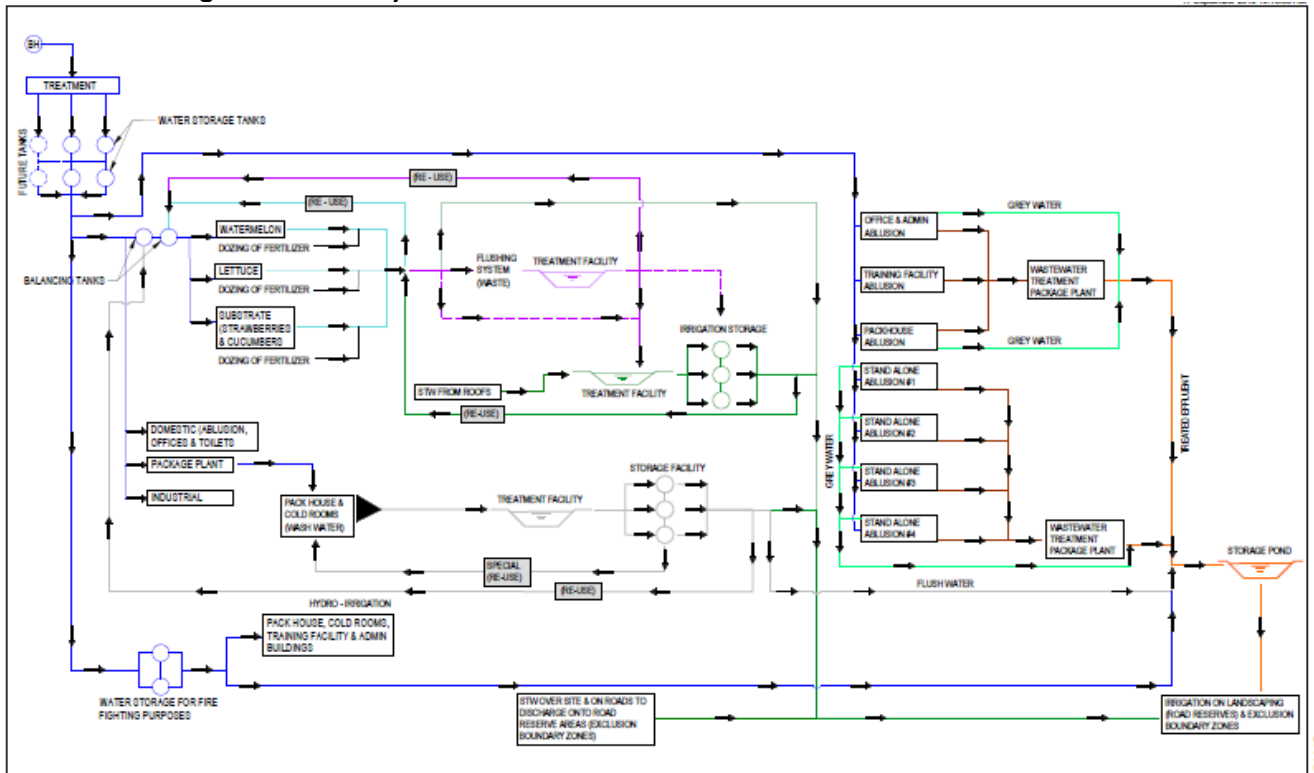 BH
TREATMENT
WATER STORAGE TANKS
FUTURE TANKS
(RE - USE)
(RE - USE)
WATERMELON
DOZING OF FERTILIZER
LETTUCE
DOZING OF FERTILIZER
BALANCING TANKS
SUBSTRATE
(STRAWBERRIES
& CUCUMBERS
DOZING OF FERTILIZER
FLUSHING
SYSTEM
(WASTE)
TREATMENT FACILITY
IRRIGATION STORAGE
STW FROM ROOFS
TREATMENT FACILITY
(RE-USE)
DOMESTIC (ABLUSION,
OFFICES & TOILETS
PACKAGE PLANT
INDUSTRIAL
PACK HOUSE &
COLD ROOMS
(WASH WATER)
TREATMENT FACILITY
STORAGE FACILITY
SPECIAL
(RE-USE)
(RE-USE)
HYDRO - IRRIGATION
PACK HOUSE, COLD ROOMS,
TRAINING FACILITY & ADMIN
BUILDINGS
WATER STORAGE FOR FIRE
FIGHTING PURPOSES
STW OVER SITE & ON ROADS TO
DISCHARGE ONTO ROAD
RESERVE AREAS (EXCLUSION
BOUNDARY ZONES)
OFFICE & ADMIN
ABLUSION
GREY WATER
TRAINING FACILITY
ABLUSION
WASTEWATER
TREATMENT
PACKAGE PLANT
PACKHOUSE
ABLUSION
GREY WATER
STAND ALONE
ABLUSION #1
STAND ALONE
ABLUSION #2
STAND ALONE
ABLUSION #3
STAND ALONE
ABLUSION #4
GREY WATER
WASTEWATER
TREATMENT
PACKAGE PLANT
FLUSH WATER
TREATED EFFLUENT
STORAGE POND
IRRIGATION ON LANDSCAPING
(ROAD RESERVES) & EXCLUSION
BOUNDARY ZONES